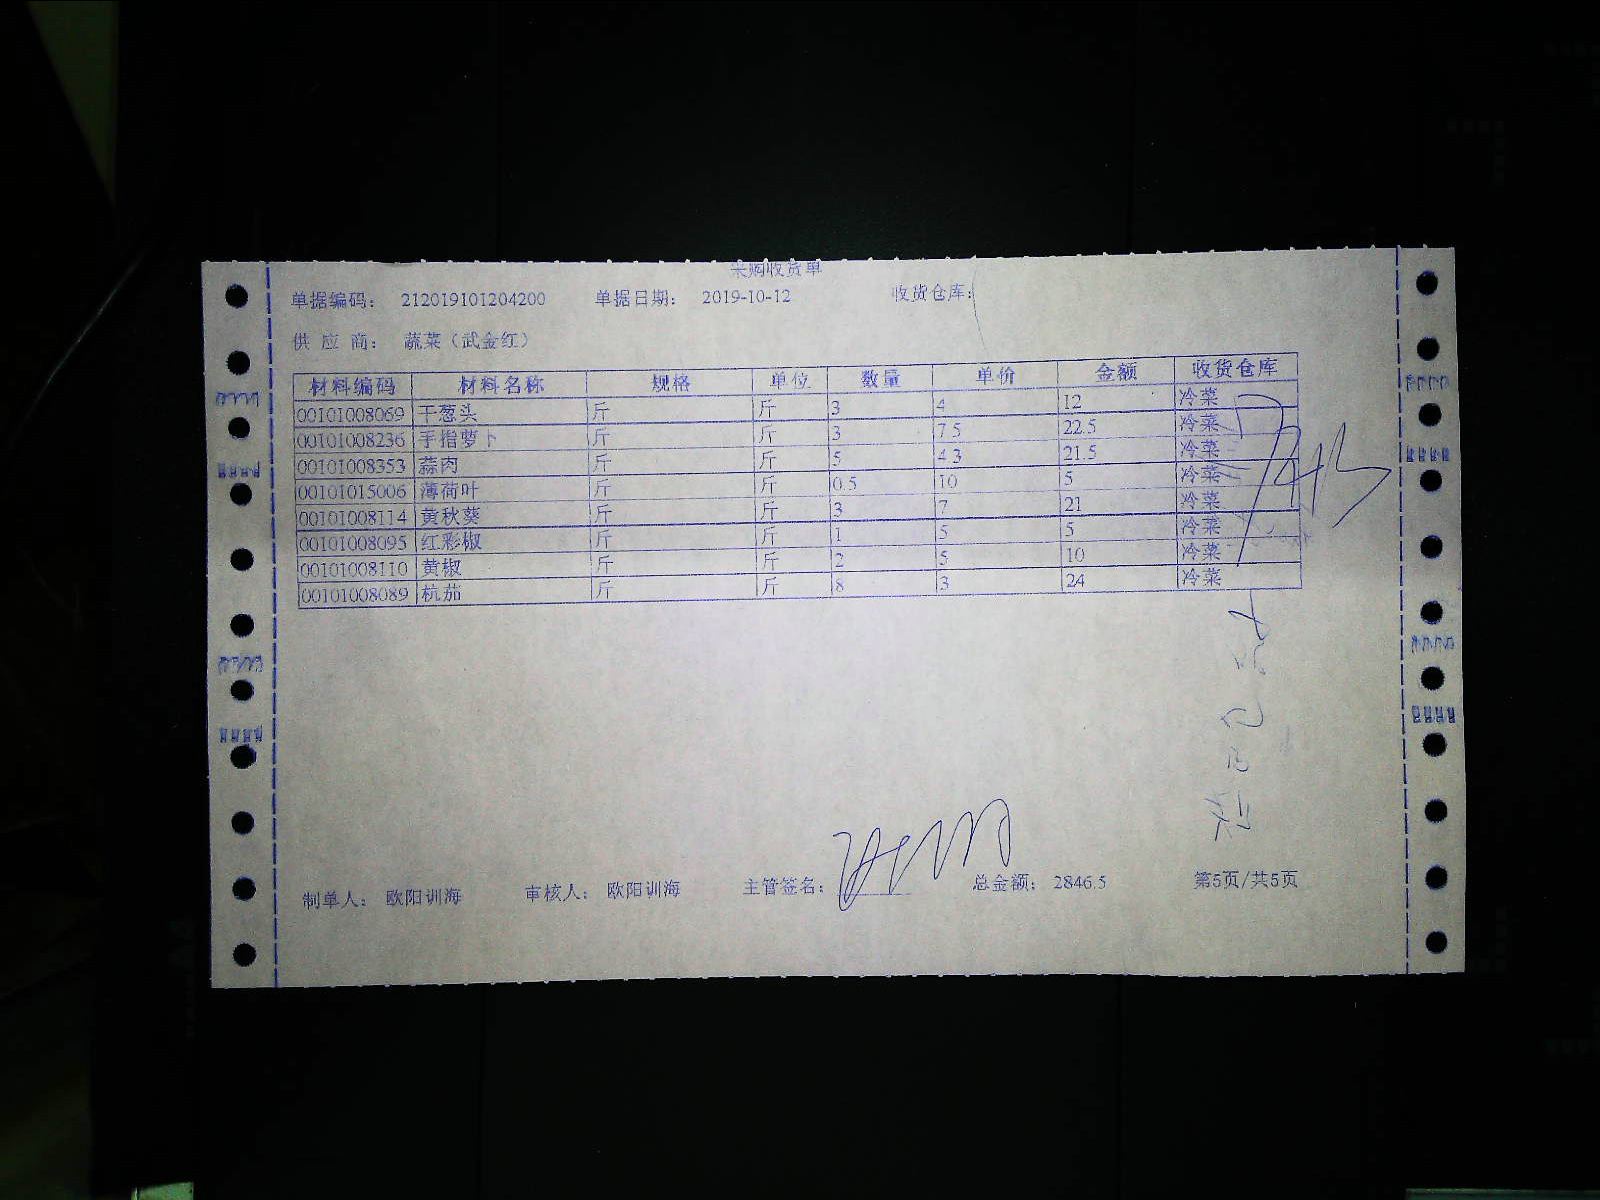 采购收货单
单据编码： 212019101204200 单据日期： 2019-10-12 收货仓库：
供 应 商： 蔬菜（武金红）
材料编码 材料名称 规格 单位 数量 单价 金额 收货仓库
00101008069 干葱头 斤 斤 3 4 12 冷菜
00101008236 手指萝卜 斤 斤 3 7.5 22.5 冷菜
00101008353 蒜肉 斤 斤 5 4.3 21.5 冷菜
00101015006 薄荷叶 斤 斤 0.5 10 5 冷菜
00101008114 黄秋葵 斤 斤 3 7 21 冷菜
00101008095 红彩椒 斤 斤 1 5 5 冷菜
00101008110 黄椒 斤 斤 2 5 10 冷菜
00101008089 杭茄 斤 斤 8 3 24 冷菜
制单人： 欧阳训海 审核人： 欧阳训海 主管签名： 总金额： 2846.5 第5页/共5页